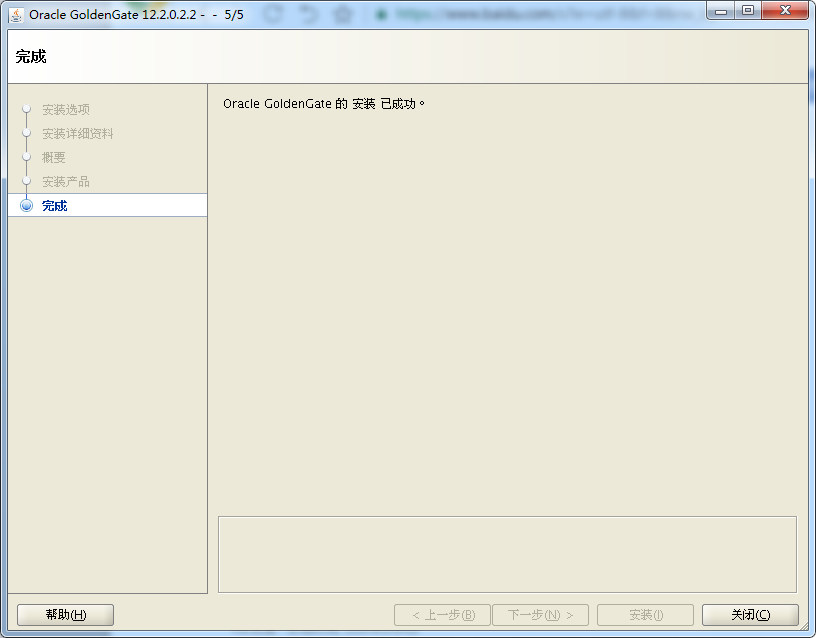 Oracle GoldenGate 12.2.0.2.2 - - 5/5
完成
安装选项
安装详细资料
概要
安装产品
完成
Oracle GoldenGate 的 安装 已成功。
帮助(H)
< 上一步(B)
下一步(N) >
安装(I)
关闭(C)